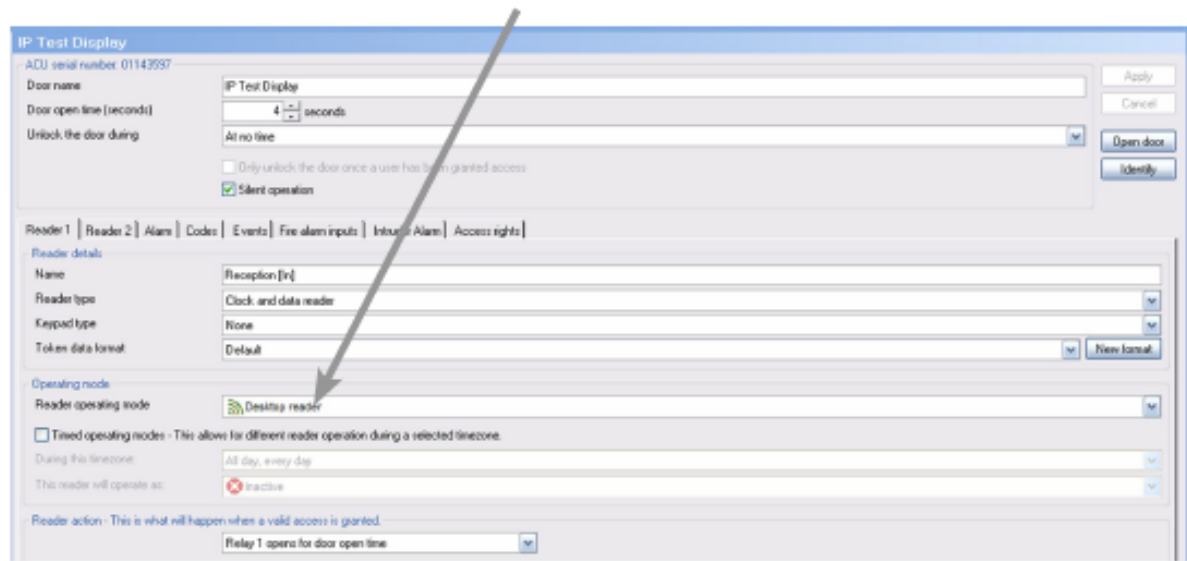 IP Test Display
ACU serial number: 01143597
Door name IP Test Display
Door open time (seconds) 4 seconds
Unlock the door during At no time
Only unlock the door once a user has been granted access
Silent operation
Apply
Cancel
Open door
Identify
Reader 1 Reader 2 Alarm Codes Events Fire alarm inputs Intruder Alarm Access rights
Reader details
Name Reception [In]
Reader type Clock and data reader
Keypad type None
Token data format Default New format
Operating mode
Reader operating mode Desktop reader
Timed operating modes - This allows for different reader operation during a selected timezone.
During this timezone: All day, every day
This reader will operate as: Inactive
Reader action - This is what will happen when a valid access is granted.
Relay 1 opens for door open time